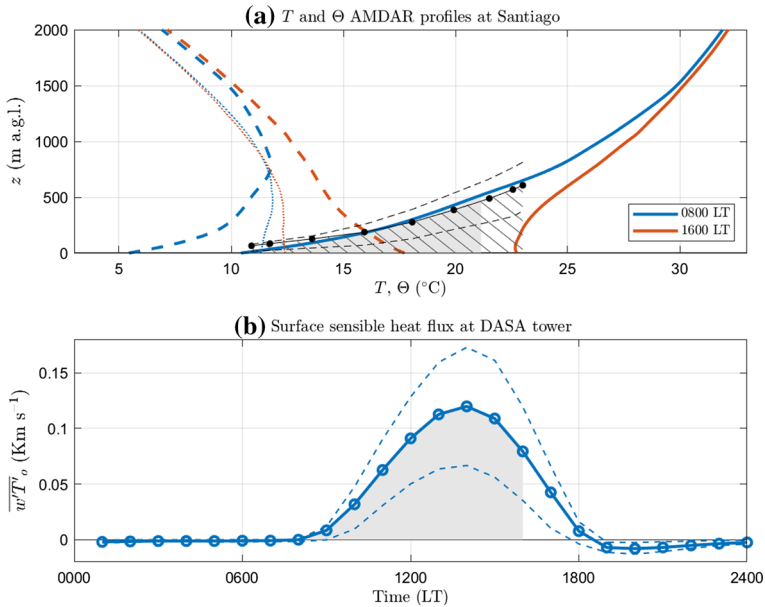 (a) T and Θ AMDAR profiles at Santiago
2000
1500
1000
500
0
z (m a.g.l.)
0800 LT
1600 LT
5 10 15 20 25 30
T, Θ (°C)
(b) Surface sensible heat flux at DASA tower
0.15
0.1
0.05
0
w'T'o (Km s⁻¹)
0000 0600 1200 1800 2400
Time (LT)